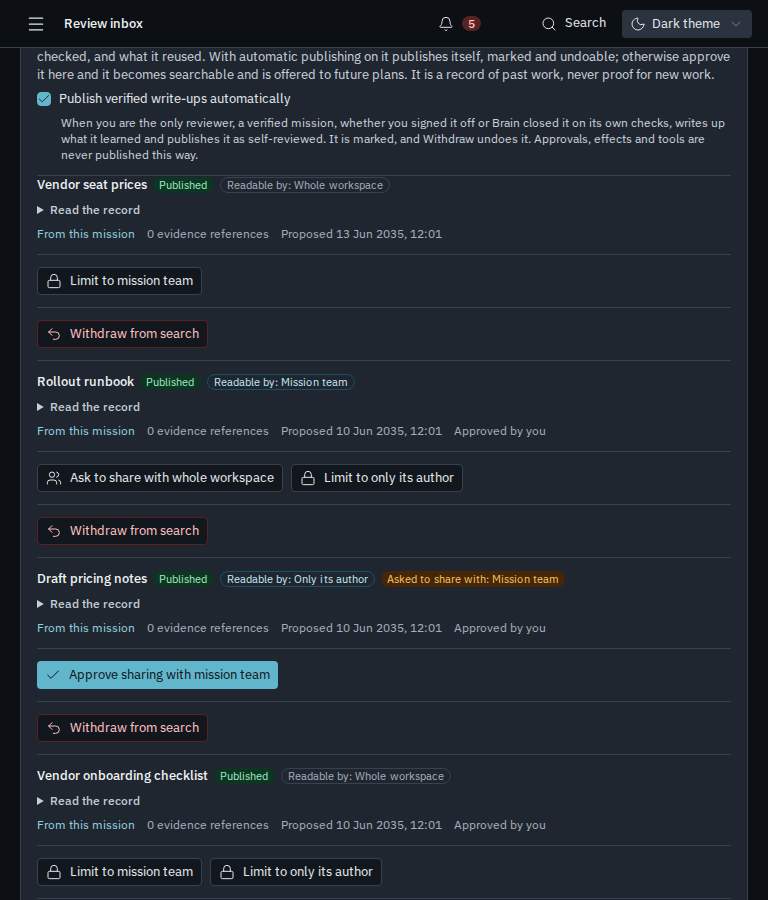 Review inbox
5
Search
Dark theme
checked, and what it reused. With automatic publishing on it publishes itself, marked and undoable; otherwise approve
it here and it becomes searchable and is offered to future plans. It is a record of past work, never proof for new work.
Publish verified write-ups automatically
When you are the only reviewer, a verified mission, whether you signed it off or Brain closed it on its own checks, writes up
what it learned and publishes it as self-reviewed. It is marked, and Withdraw undoes it. Approvals, effects and tools are
never published this way.
Vendor seat prices Published Readable by: Whole workspace
Read the record
From this mission 0 evidence references Proposed 13 Jun 2035, 12:01
Limit to mission team
Withdraw from search
Rollout runbook Published Readable by: Mission team
Read the record
From this mission 0 evidence references Proposed 10 Jun 2035, 12:01 Approved by you
Ask to share with whole workspace Limit to only its author
Withdraw from search
Draft pricing notes Published Readable by: Only its author Asked to share with: Mission team
Read the record
From this mission 0 evidence references Proposed 10 Jun 2035, 12:01 Approved by you
Approve sharing with mission team
Withdraw from search
Vendor onboarding checklist Published Readable by: Whole workspace
Read the record
From this mission 0 evidence references Proposed 10 Jun 2035, 12:01 Approved by you
Limit to mission team Limit to only its author